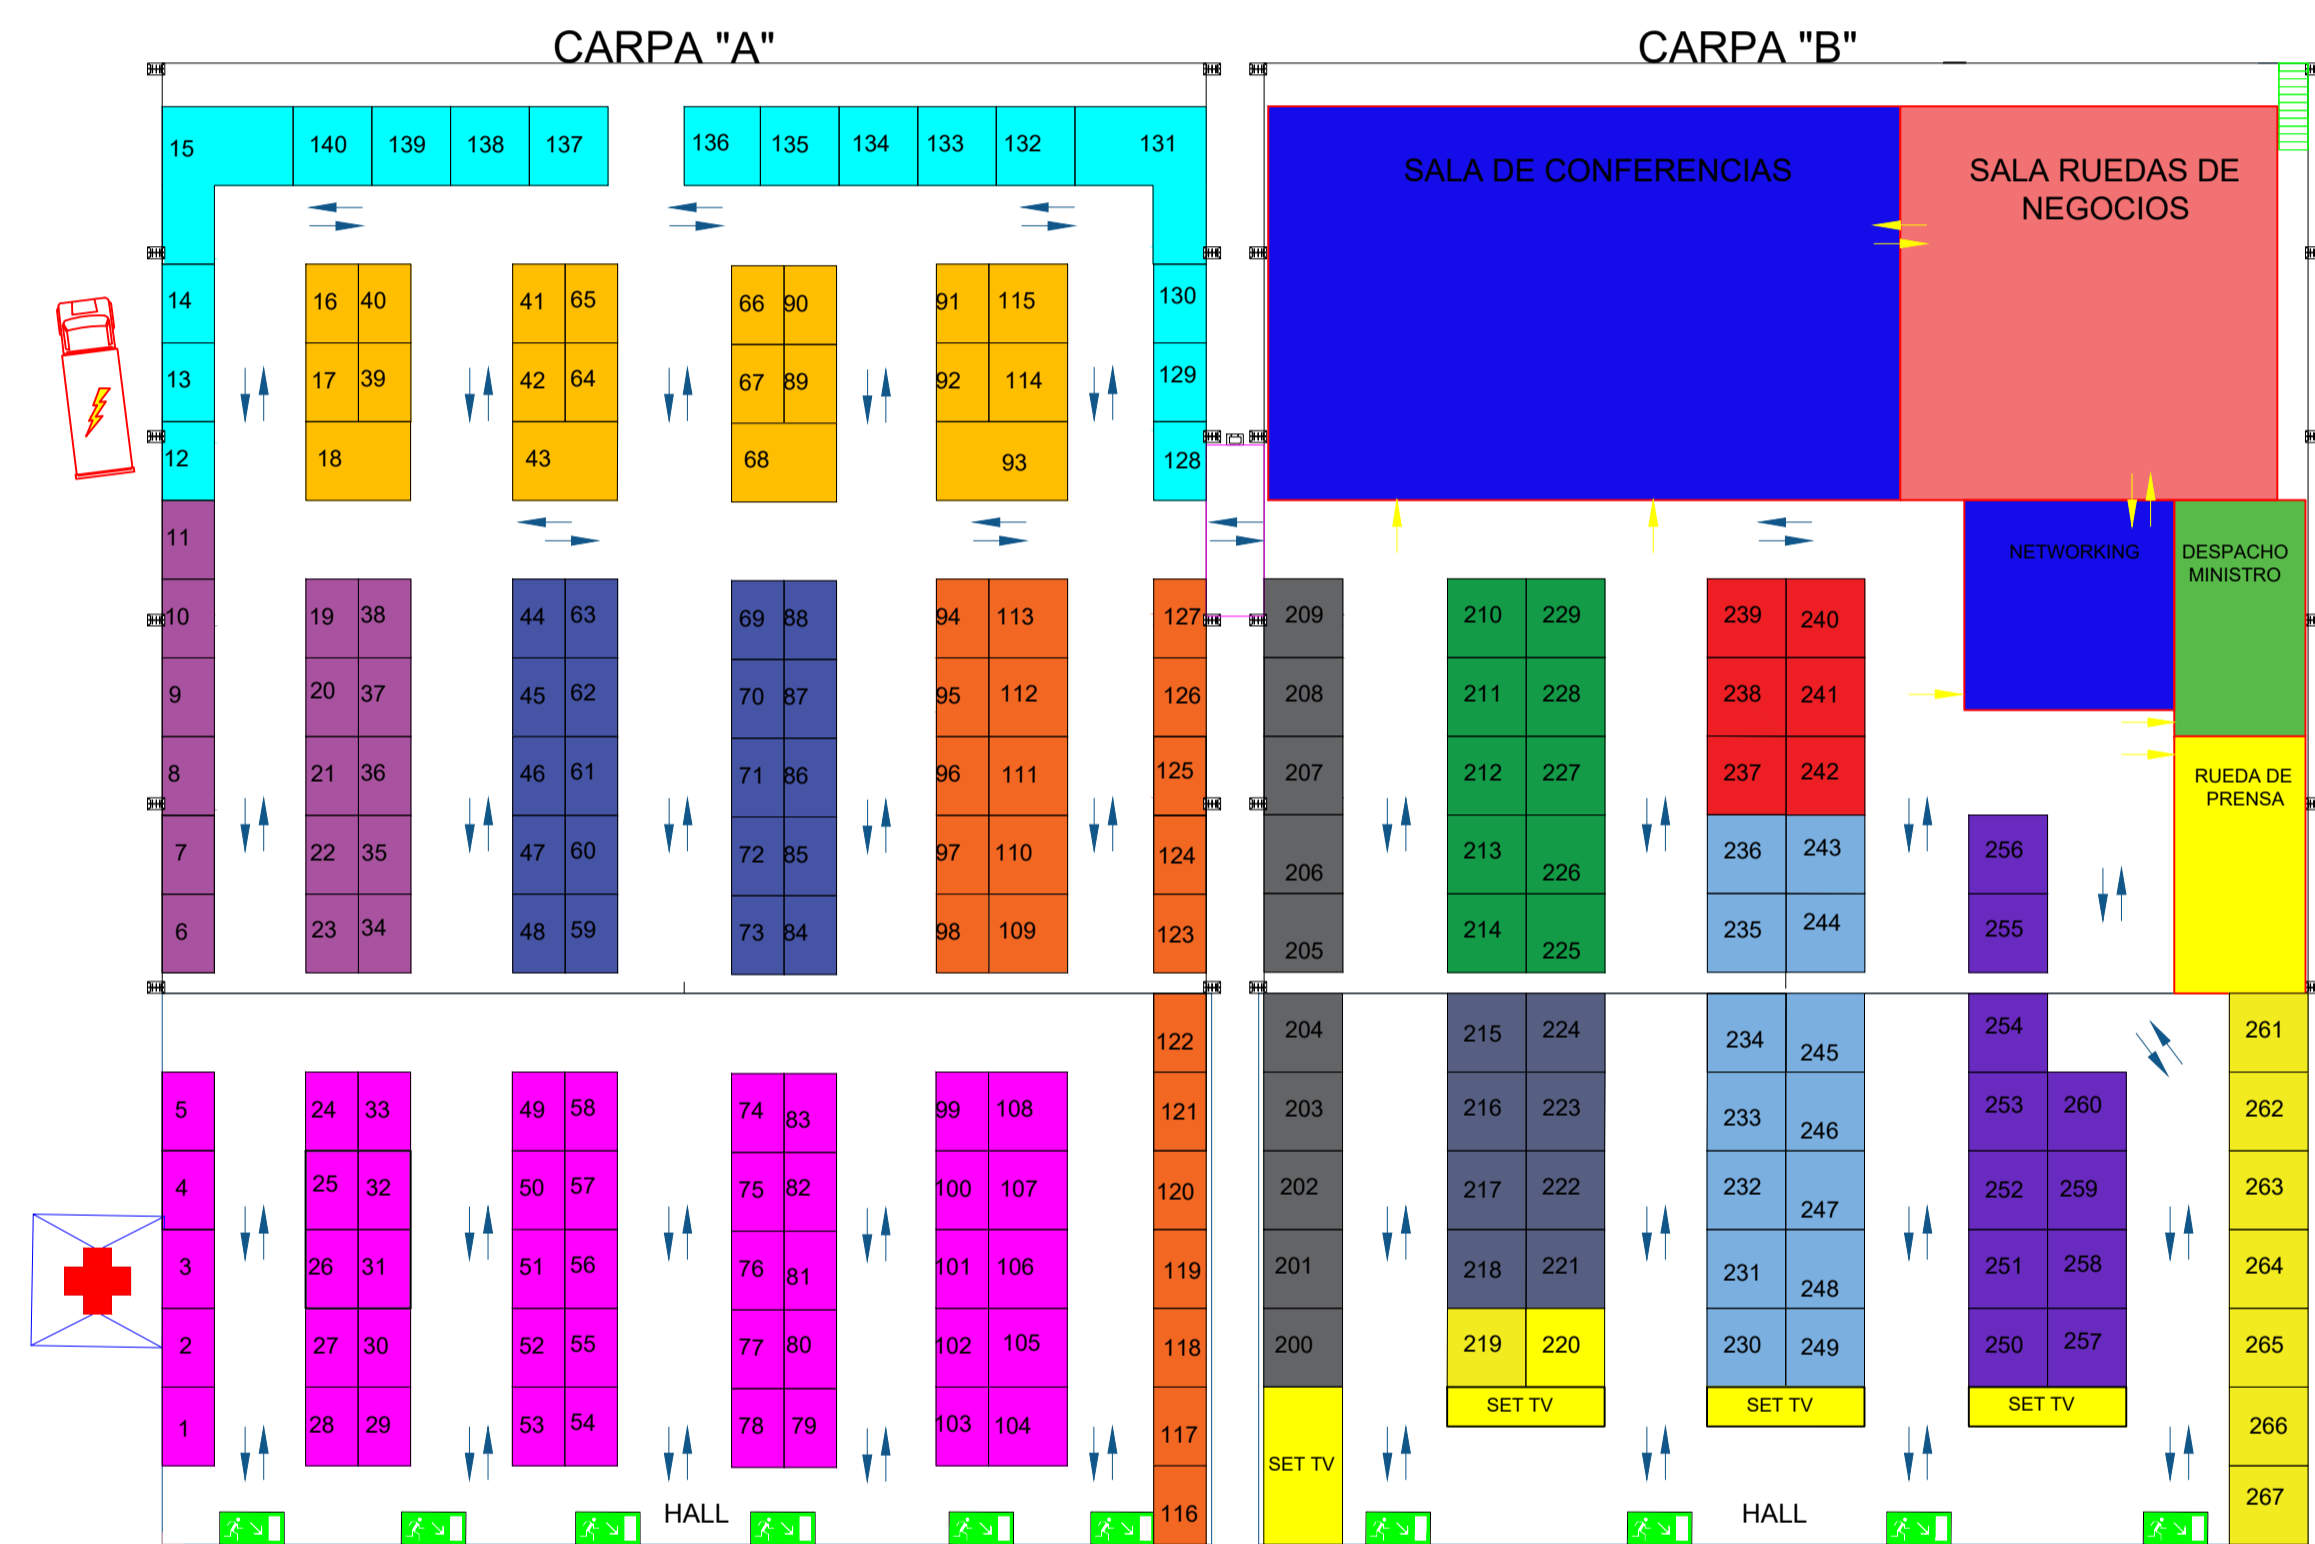 CARPA "A"
CARPA "B"
15 140 139 138 137 136 135 134 133 132 131
SALA DE CONFERENCIAS
SALA RUEDAS DE
NEGOCIOS
14 16 40 41 65 66 90 91 115 130
13 17 39 42 64 67 89 92 114 129
12 18 43 68 93 128
11
NETWORKING
DESPACHO
MINISTRO
10 19 38 44 63 69 88 94 113 127 209 210 229 239 240
9 20 37 45 62 70 87 95 112 126 208 211 228 238 241
8 21 36 46 61 71 86 96 111 125 207 212 227 237 242
RUEDA DE
PRENSA
7 22 35 47 60 72 85 97 110 124 206 213 226 236 243 256
6 23 34 48 59 73 84 98 109 123 205 214 225 235 244 255
122 204 215 224 234 245 254 261
5 24 33 49 58 74 83 99 108 121 203 216 223 233 246 253 260 262
4 25 32 50 57 75 82 100 107 120 202 217 222 232 247 252 259 263
3 26 31 51 56 76 81 101 106 119 201 218 221 231 248 251 258 264
2 27 30 52 55 77 80 102 105 118 200 219 220 230 249 250 257 265
SET TV SET TV SET TV
1 28 29 53 54 78 79 103 104 117 266
SET TV
116 267
HALL
HALL